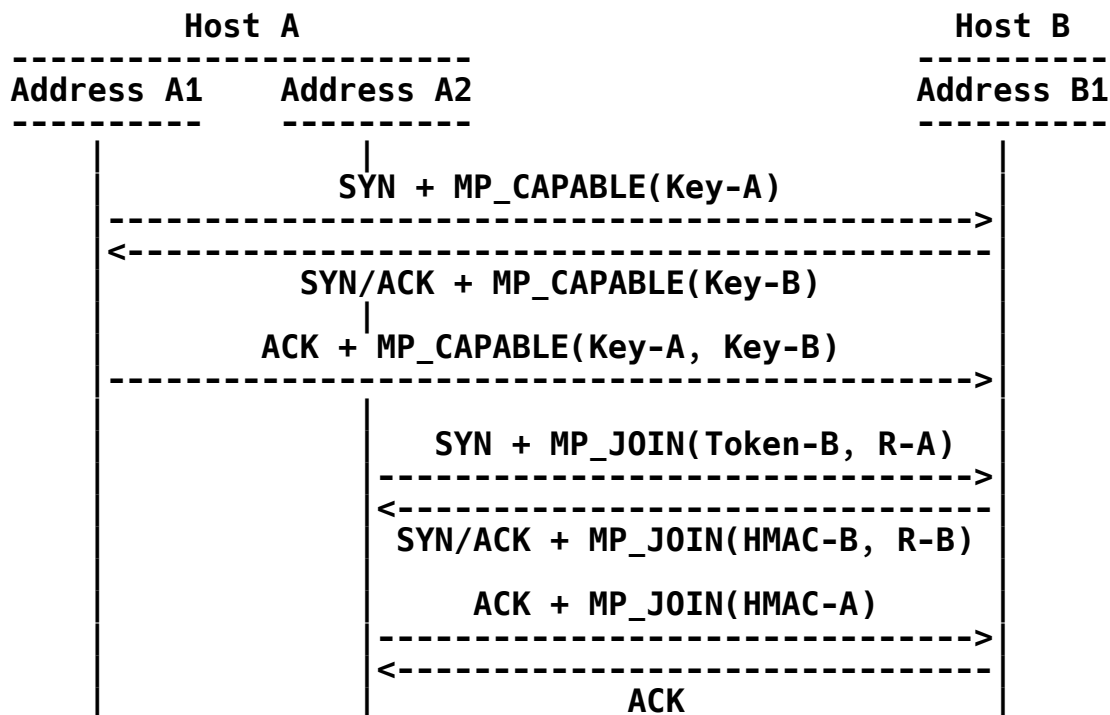 Host A Host B
Address A1 Address A2 Address B1
SYN + MP_CAPABLE(Key-A)
SYN/ACK + MP_CAPABLE(Key-B)
ACK + MP_CAPABLE(Key-A, Key-B)
SYN + MP_JOIN(Token-B, R-A)
SYN/ACK + MP_JOIN(HMAC-B, R-B)
ACK + MP_JOIN(HMAC-A)
ACK